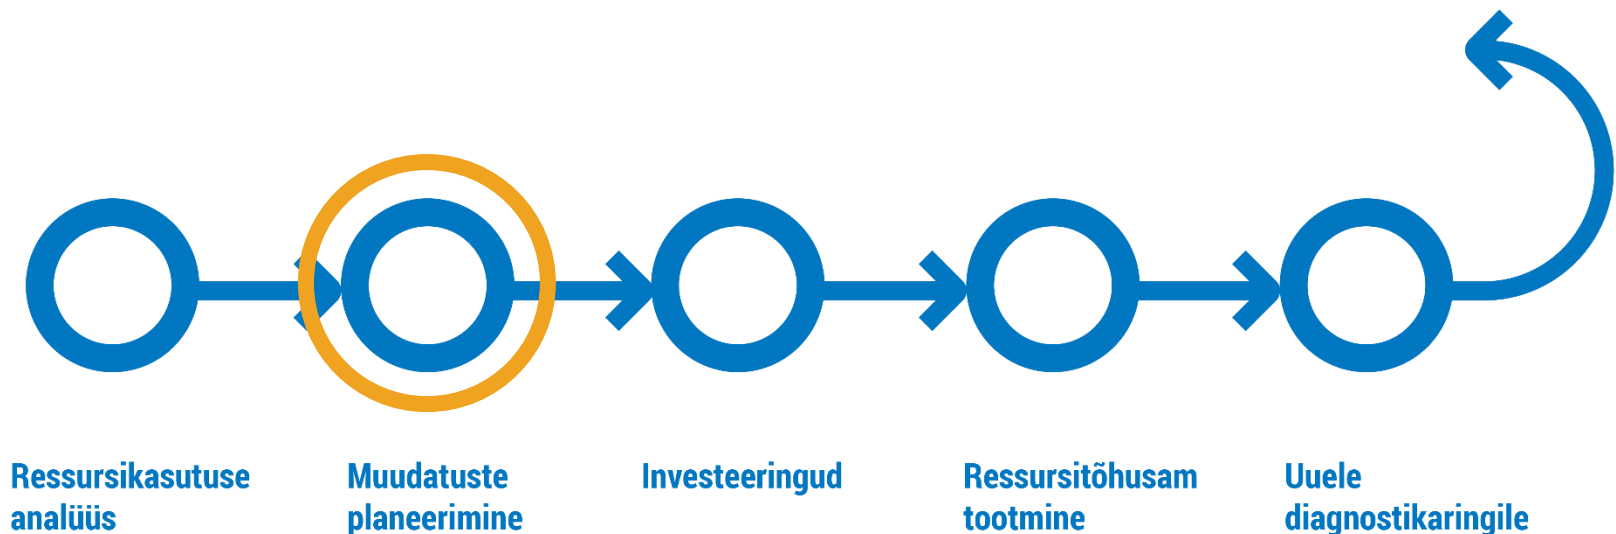 Ressursikasutuse
analüüs
Muudatuste
planeerimine
Investeeringud
Ressursitõhusam
tootmine
Uuele
diagnostikaringile